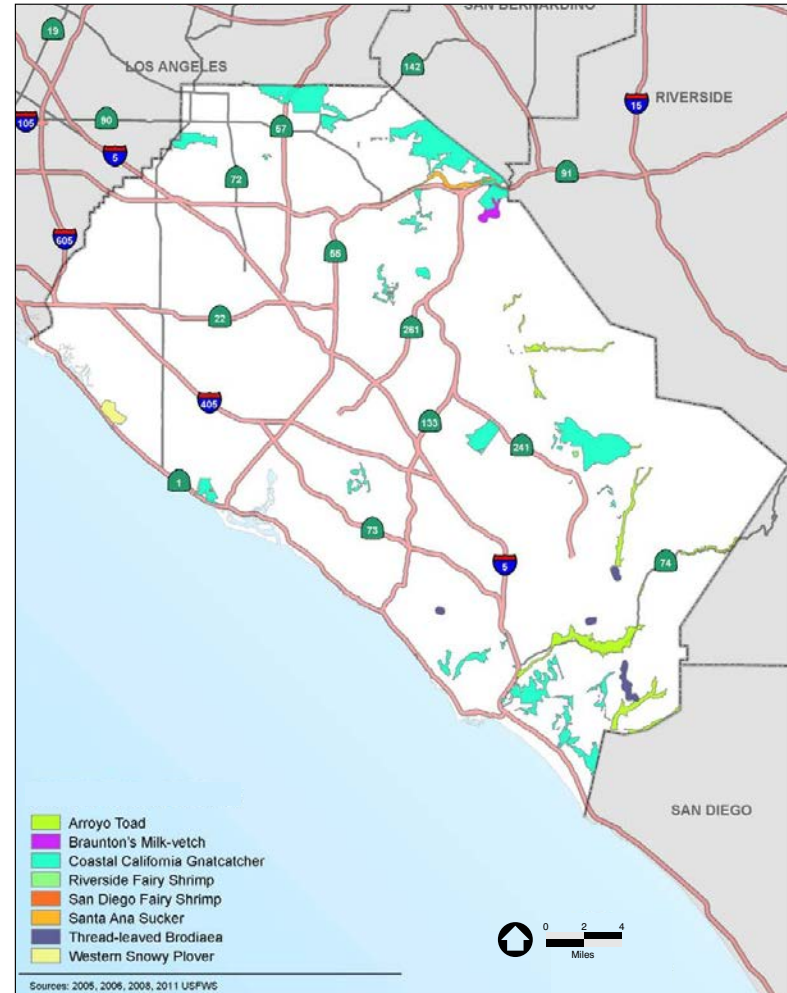 SAN BERNARDINO
19
LOS ANGELES
142
15
RIVERSIDE
105
90
57
5
72
91
605
55
22
261
405
133
241
1
73
5
74
SAN DIEGO
Arroyo Toad
Braunton's Milk-vetch
Coastal California Gnatcatcher
Riverside Fairy Shrimp
San Diego Fairy Shrimp
Santa Ana Sucker
Thread-leaved Brodiaea
Western Snowy Plover
0 2 4
Miles
Sources: 2005, 2006, 2008, 2011 USFWS